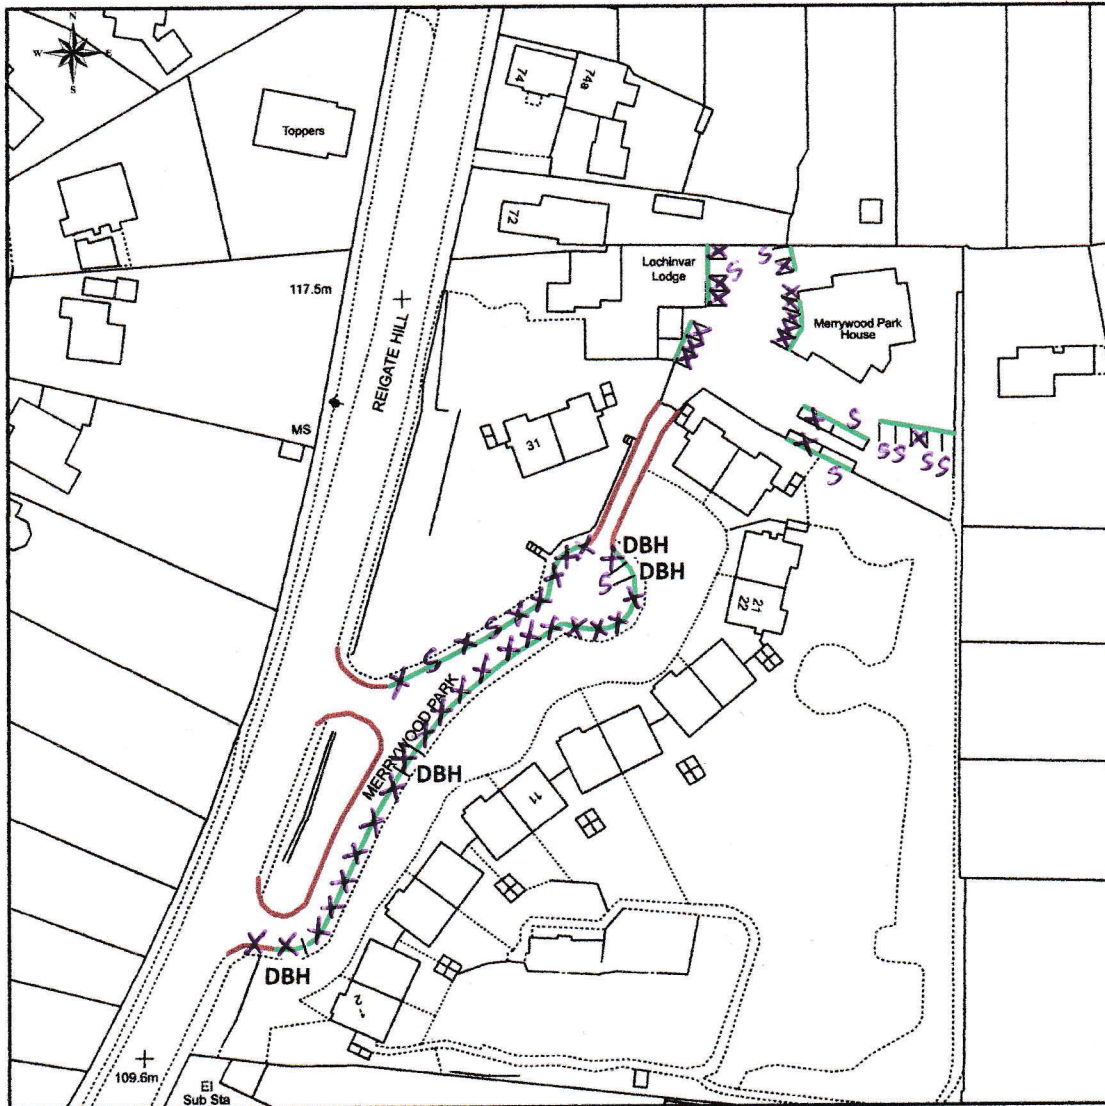 N
W E
S
74
74a
Toppers
72
Lochinvar
Lodge
S
S
117.5m
REIGATE HILL
Merrywood Park
House
MS
31
S
S S S S
S
DBH
DBH
S
21
22
S
S
MERRYWOOD PARK
DBH
11
DBH
2
109.6m
El
Sub Sta